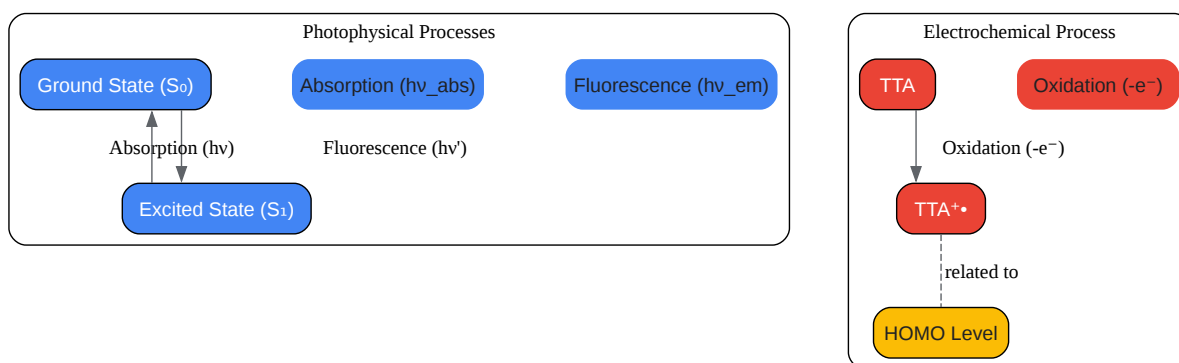 Photophysical Processes
Ground State (S₀)
Absorption (hν_abs)
Fluorescence (hν_em)
Absorption (hν)
Fluorescence (hν')
Excited State (S₁)
Electrochemical Process
TTA
Oxidation (-e⁻)
Oxidation (-e⁻)
TTA⁺•
related to
HOMO Level